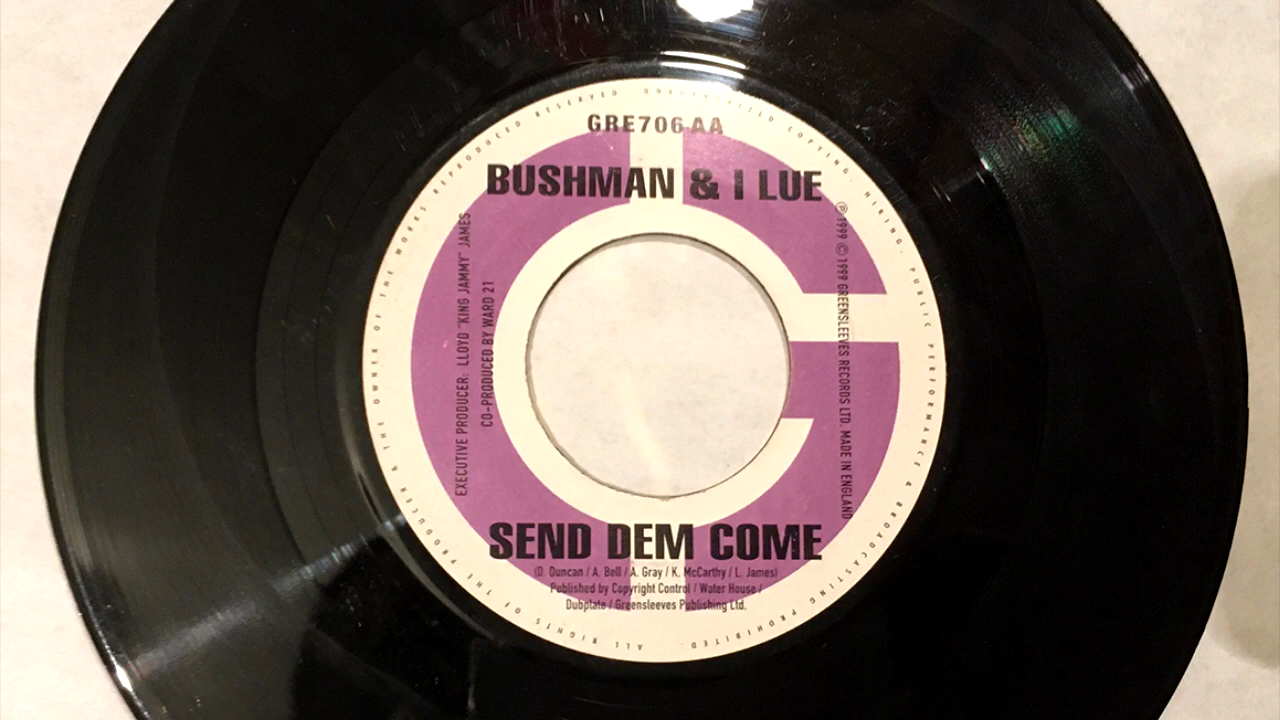 GRE706 AA
BUSHMAN & I LUE
EXECUTIVE PRODUCER: LLOYD "KING JAMMY" JAMES
CO-PRODUCED BY WARD 21
℗ 1999 © 1999 GREENSLEEVES RECORDS LTD. MADE IN ENGLAND
SEND DEM COME
(D. Duncan / A. Bell / A. Gray / K. McCarthy / L. James)
Published by Copyright Control / Water House /
Dubplate / Greensleeves Publishing Ltd.
ALL RIGHTS OF THE PRODUCER & THE OWNER OF THE WORKS REPRODUCED RESERVED · UNAUTHORIZED COPYING · HIRING · PUBLIC PERFORMANCE & BROADCASTING PROHIBITED ·